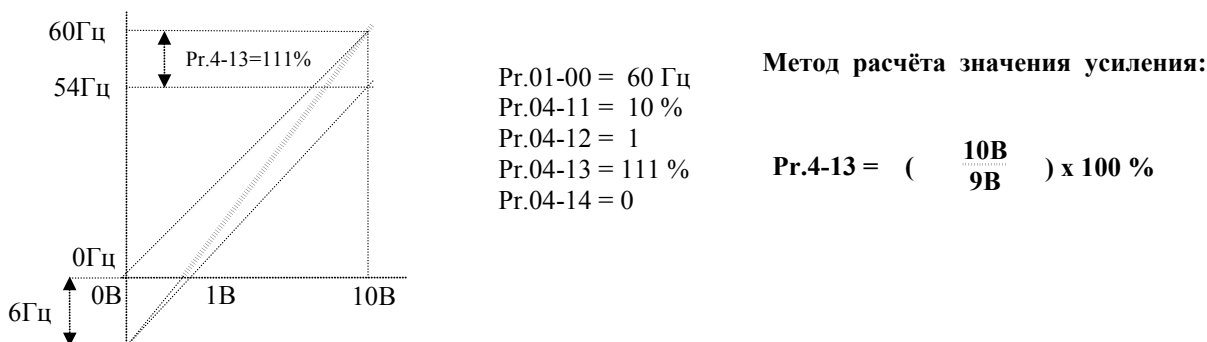 60Гц
Pr.4-13=111%
54Гц
0Гц
0В
1В
10В
6Гц
Pr.01-00 = 60 Гц
Pr.04-11 = 10 %
Pr.04-12 = 1
Pr.04-13 = 111 %
Pr.04-14 = 0
Метод расчёта значения усиления:
Pr.4-13 = ( 10В
9В ) x 100 %